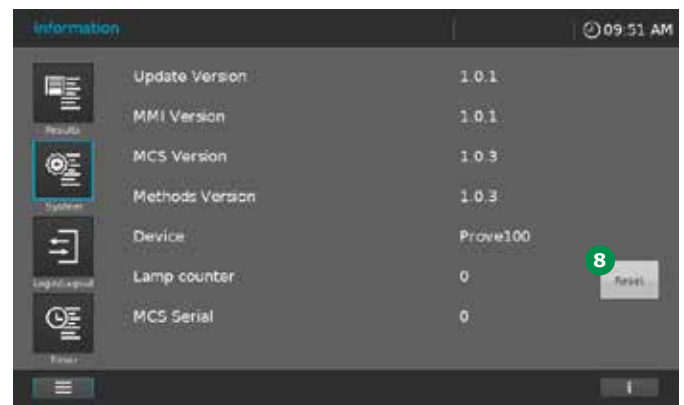 Information
09:51 AM
Results
Update Version 1.0.1
MMI Version 1.0.1
System
MCS Version 1.0.3
Methods Version 1.0.3
Login/Logout
Device Prove100
8
Lamp counter 0 Reset
Timer
MCS Serial 0
i